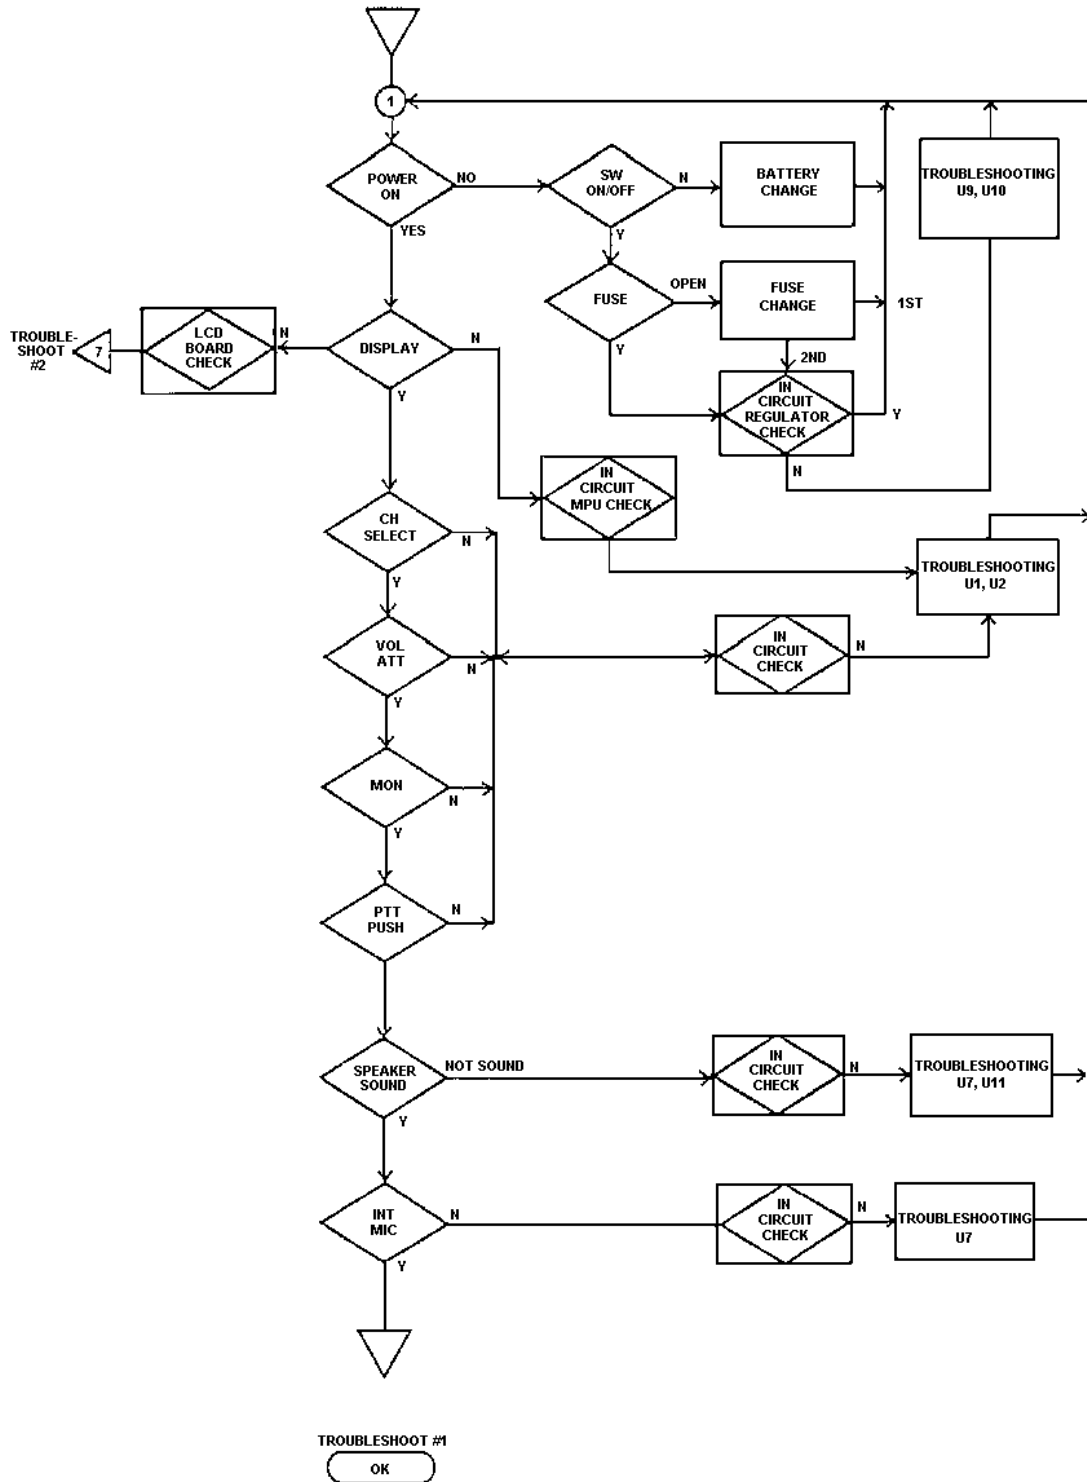 1
POWER
ON
NO
YES
SW
ON/OFF
N
Y
BATTERY
CHANGE
TROUBLESHOOTING
U9, U10
FUSE
OPEN
Y
FUSE
CHANGE
1ST
2ND
IN
CIRCUIT
REGULATOR
CHECK
Y
N
TROUBLE-
SHOOT
#2
7
LCD
BOARD
CHECK
N
DISPLAY
N
Y
IN
CIRCUIT
MPU CHECK
TROUBLESHOOTING
U1, U2
CH
SELECT
N
Y
VOL
ATT
N
Y
IN
CIRCUIT
CHECK
N
MON
N
Y
PTT
PUSH
N
SPEAKER
SOUND
NOT SOUND
Y
IN
CIRCUIT
CHECK
N
TROUBLESHOOTING
U7, U11
INT
MIC
N
Y
IN
CIRCUIT
CHECK
N
TROUBLESHOOTING
U7
TROUBLESHOOT #1
OK